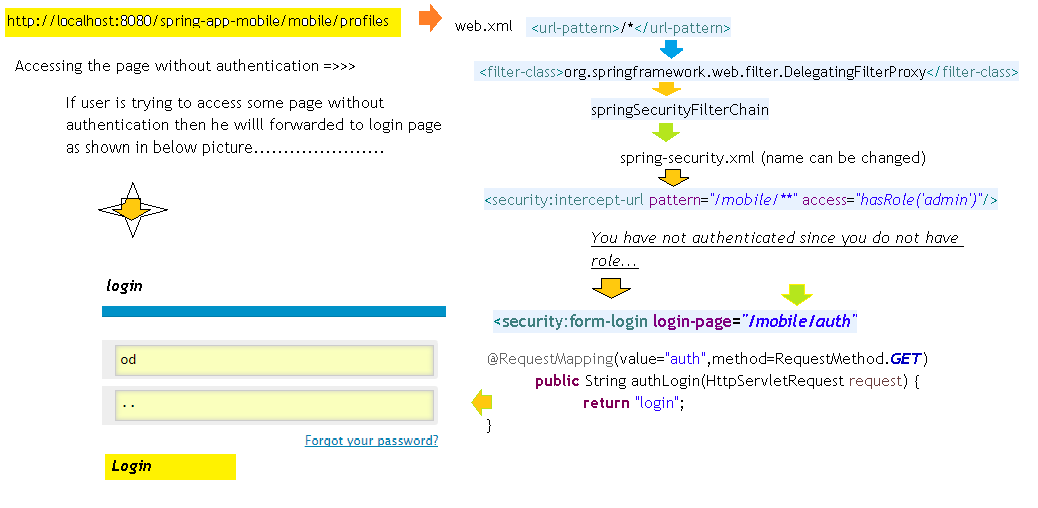 http://localhost:8080/spring-app-mobile/mobile/profiles
Accessing the page without authentication =>>>
If user is trying to access some page without
authentication then he willl forwarded to login page
as shown in below picture......................
login
od
..
Forgot your password?
Login
web.xml <url-pattern>/*</url-pattern>
<filter-class>org.springframework.web.filter.DelegatingFilterProxy</filter-class>
springSecurityFilterChain
spring-security.xml (name can be changed)
<security:intercept-url pattern="/mobile/**" access="hasRole('admin')"/>
You have not authenticated since you do not have
role...
<security:form-login login-page="/mobile/auth"
@RequestMapping(value="auth",method=RequestMethod.GET)
public String authLogin(HttpServletRequest request) {
return "login";
}